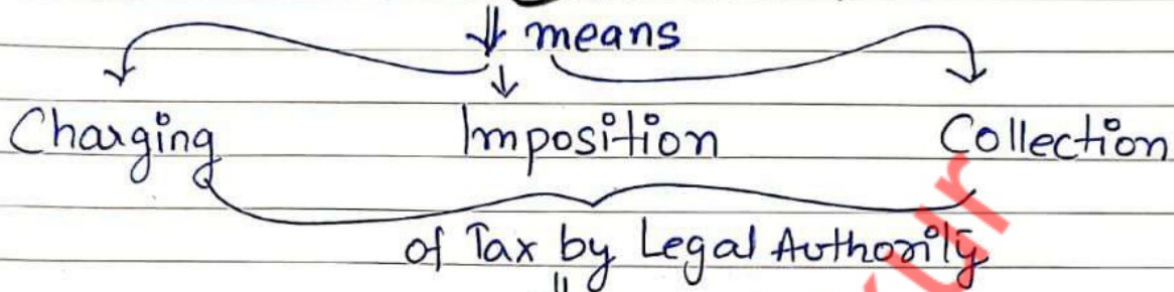 means
Charging Imposition Collection
of Tax by Legal Authority